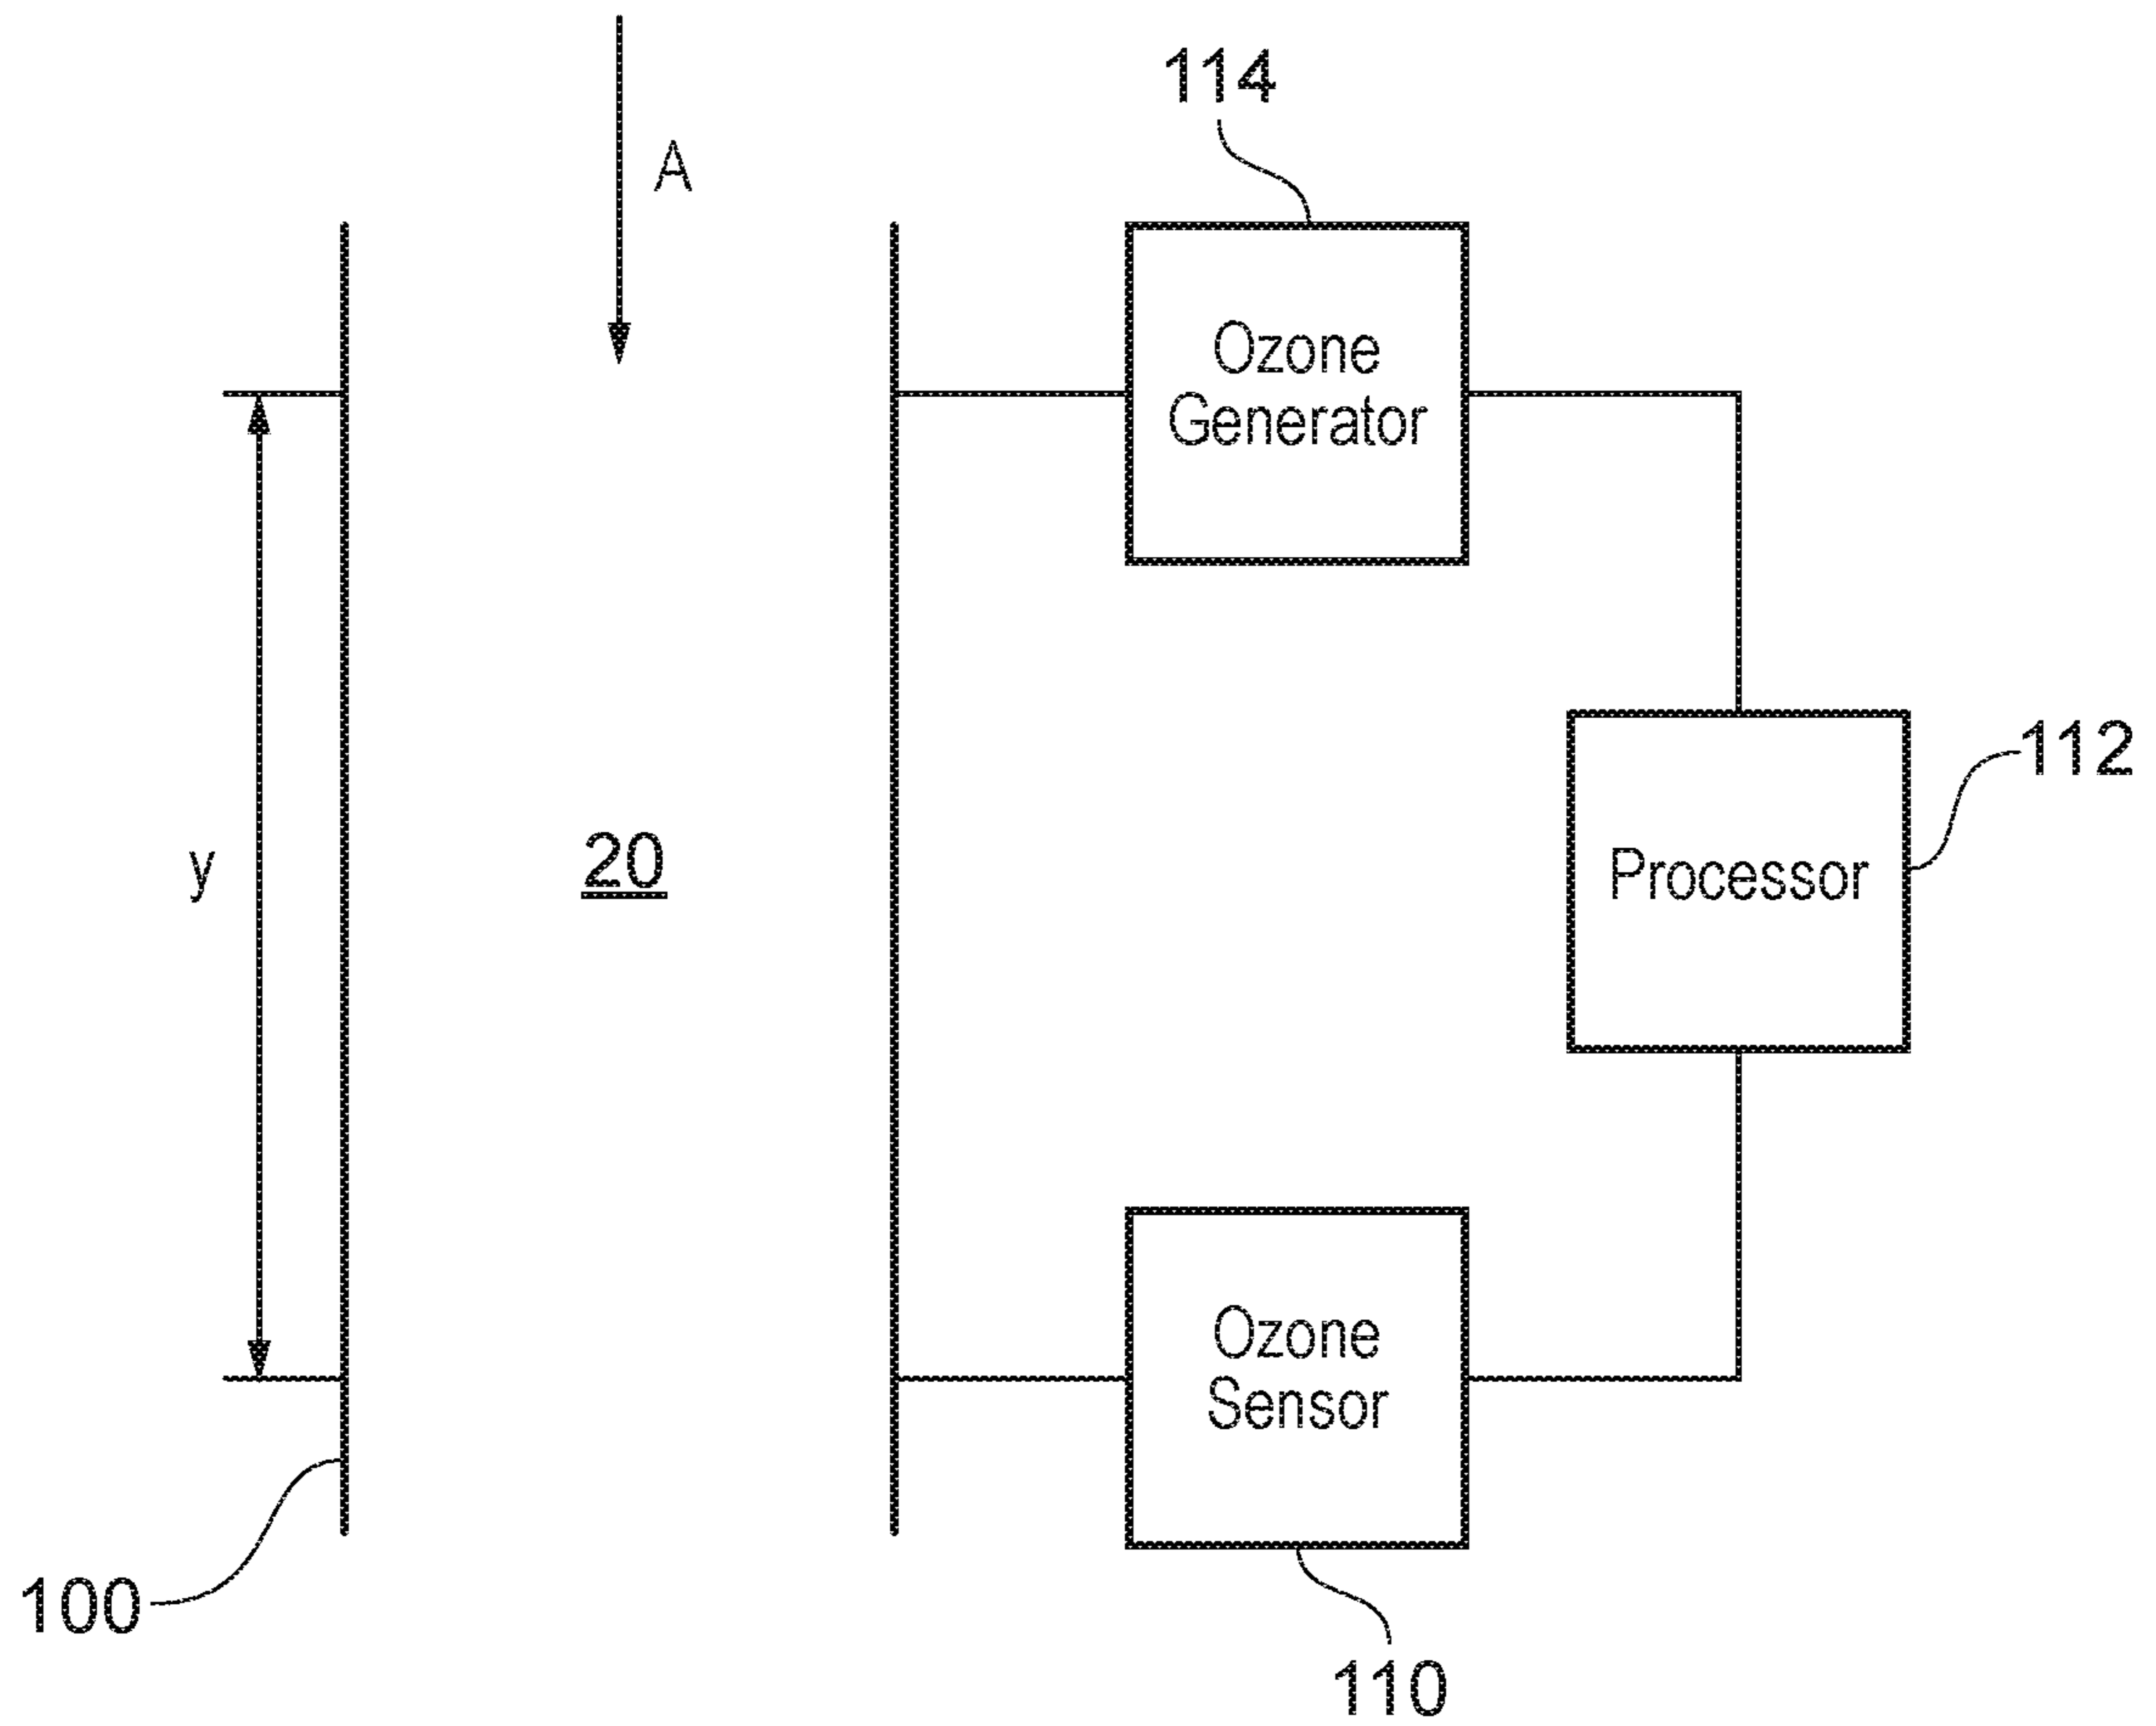 114
A
Ozone
Generator
112
Processor
y
20
Ozone
Sensor
100
110